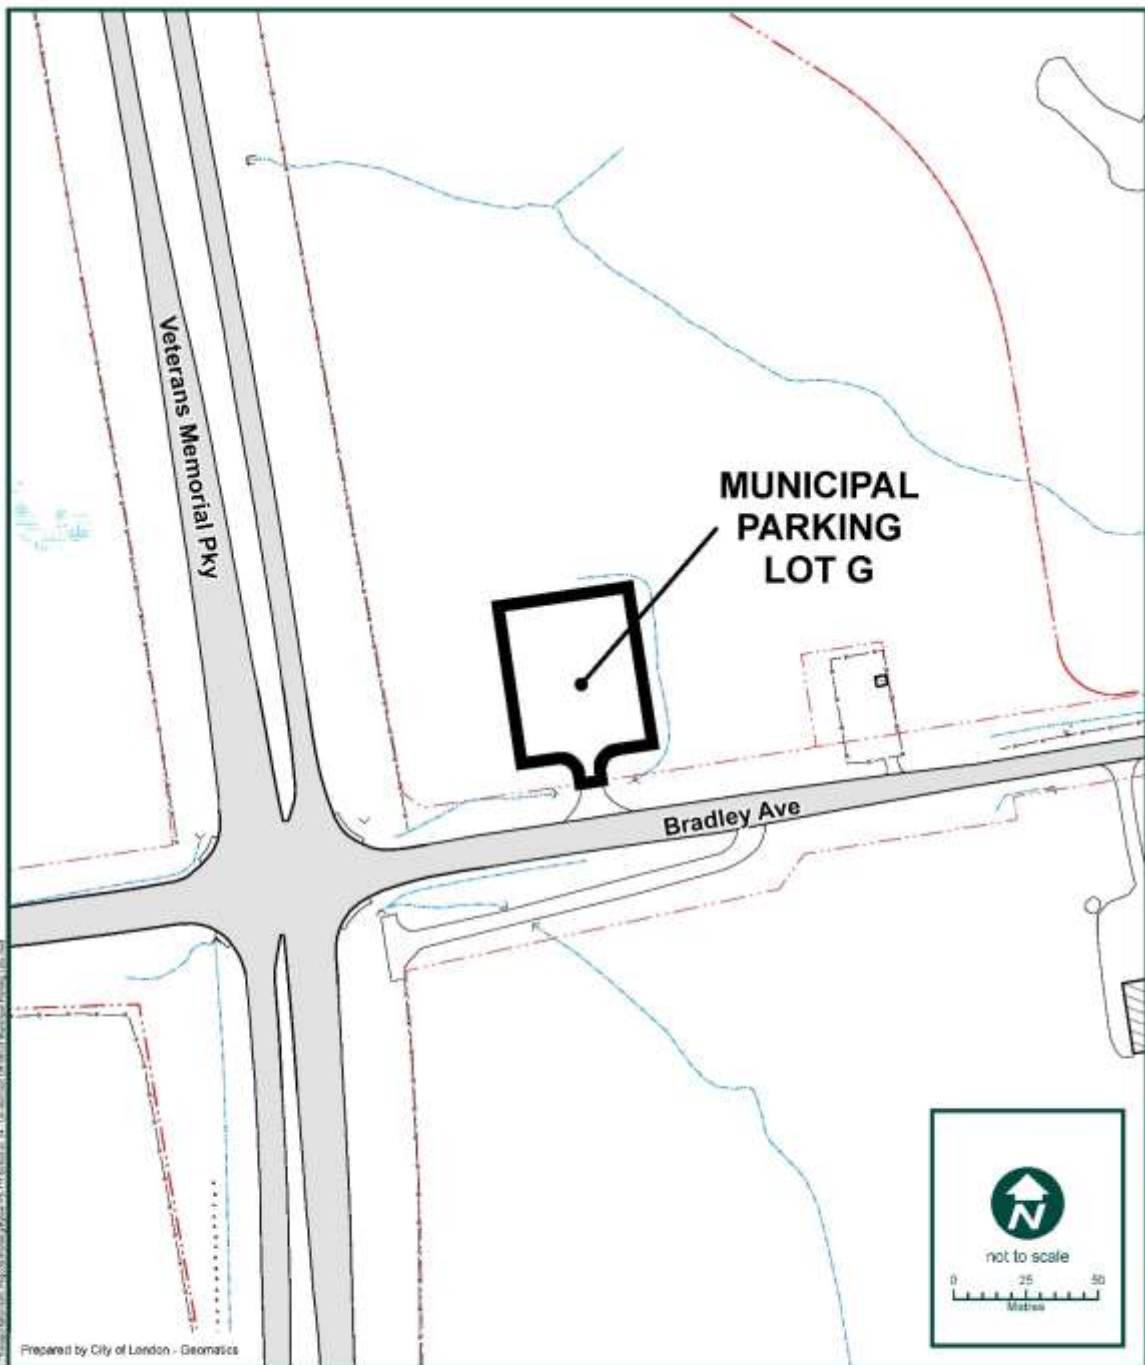 Veterans Memorial Pky
MUNICIPAL
PARKING
LOT G
Bradley Ave
N
not to scale
0 25 50
Metres
Prepared by City of London - Geomatics